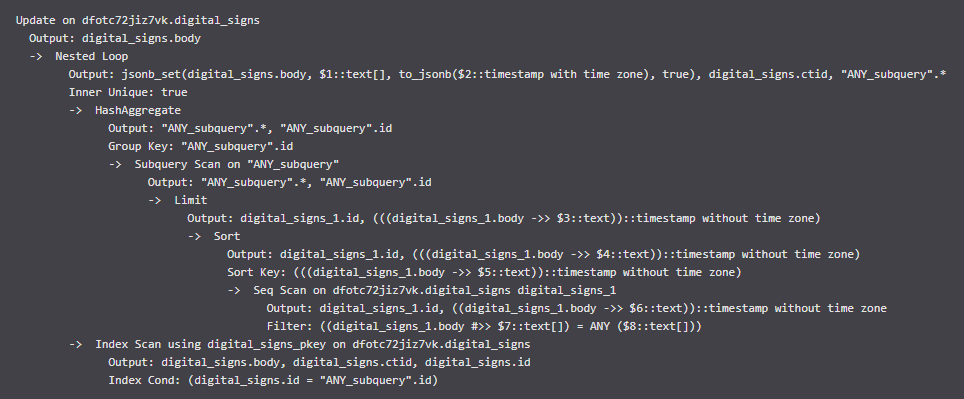 Update on dfotc72jiz7vk.digital_signs
Output: digital_signs.body
-> Nested Loop
Output: jsonb_set(digital_signs.body, $1::text[], to_jsonb($2::timestamp with time zone), true), digital_signs.ctid, "ANY_subquery".*
Inner Unique: true
-> HashAggregate
Output: "ANY_subquery".*, "ANY_subquery".id
Group Key: "ANY_subquery".id
-> Subquery Scan on "ANY_subquery"
Output: "ANY_subquery".*, "ANY_subquery".id
-> Limit
Output: digital_signs_1.id, (((digital_signs_1.body ->> $3::text))::timestamp without time zone)
-> Sort
Output: digital_signs_1.id, (((digital_signs_1.body ->> $4::text))::timestamp without time zone)
Sort Key: (((digital_signs_1.body ->> $5::text))::timestamp without time zone)
-> Seq Scan on dfotc72jiz7vk.digital_signs digital_signs_1
Output: digital_signs_1.id, ((digital_signs_1.body ->> $6::text))::timestamp without time zone
Filter: ((digital_signs_1.body #>> $7::text[]) = ANY ($8::text[]))
-> Index Scan using digital_signs_pkey on dfotc72jiz7vk.digital_signs
Output: digital_signs.body, digital_signs.ctid, digital_signs.id
Index Cond: (digital_signs.id = "ANY_subquery".id)